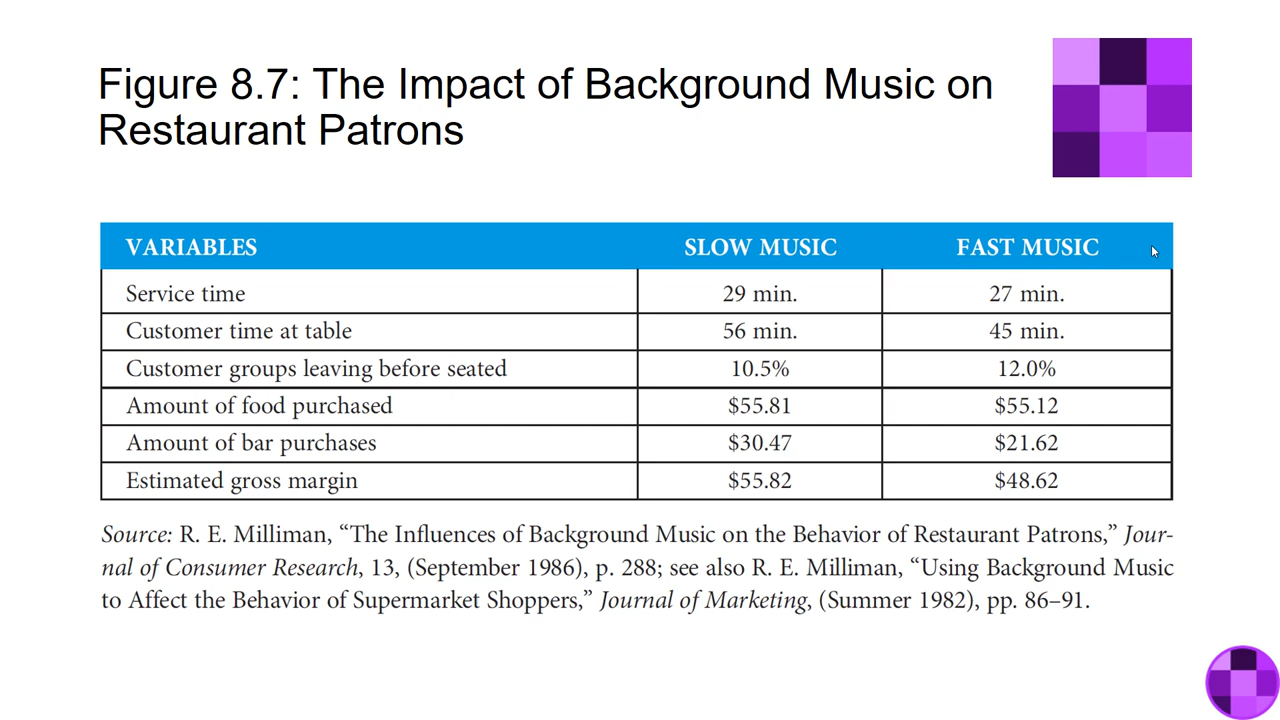 Figure 8.7: The Impact of Background Music on
Restaurant Patrons
VARIABLES SLOW MUSIC FAST MUSIC
Service time 29 min. 27 min.
Customer time at table 56 min. 45 min.
Customer groups leaving before seated 10.5% 12.0%
Amount of food purchased $55.81 $55.12
Amount of bar purchases $30.47 $21.62
Estimated gross margin $55.82 $48.62
Source: R. E. Milliman, “The Influences of Background Music on the Behavior of Restaurant Patrons,” Jour-
nal of Consumer Research, 13, (September 1986), p. 288; see also R. E. Milliman, “Using Background Music
to Affect the Behavior of Supermarket Shoppers,” Journal of Marketing, (Summer 1982), pp. 86–91.